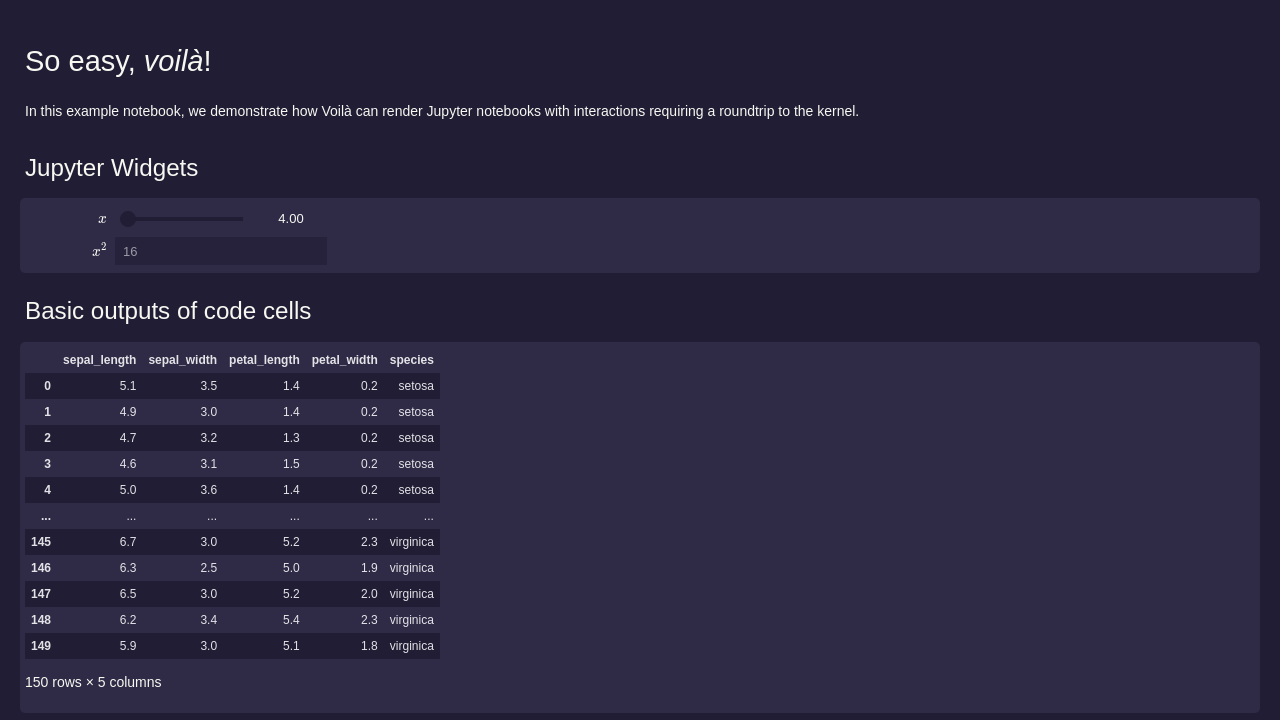 So easy, voilà!
In this example notebook, we demonstrate how Voilà can render Jupyter notebooks with interactions requiring a roundtrip to the kernel.
Jupyter Widgets
x 4.00
x² 16
Basic outputs of code cells
sepal_length sepal_width petal_length petal_width species
0 5.1 3.5 1.4 0.2 setosa
1 4.9 3.0 1.4 0.2 setosa
2 4.7 3.2 1.3 0.2 setosa
3 4.6 3.1 1.5 0.2 setosa
4 5.0 3.6 1.4 0.2 setosa
... ... ... ... ... ...
145 6.7 3.0 5.2 2.3 virginica
146 6.3 2.5 5.0 1.9 virginica
147 6.5 3.0 5.2 2.0 virginica
148 6.2 3.4 5.4 2.3 virginica
149 5.9 3.0 5.1 1.8 virginica
150 rows × 5 columns